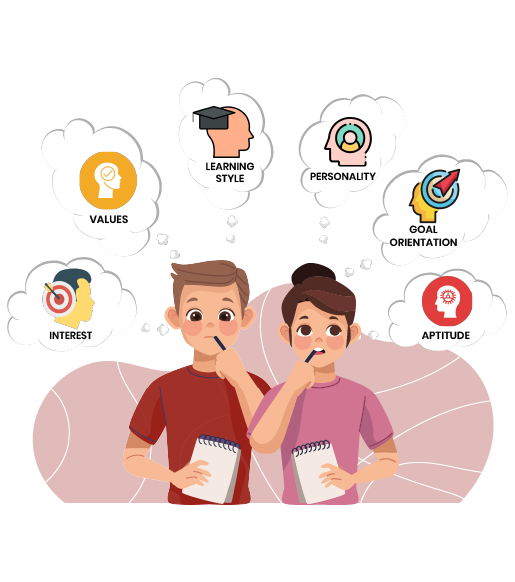 LEARNING
STYLE
PERSONALITY
VALUES
GOAL
ORIENTATION
INTEREST
APTITUDE